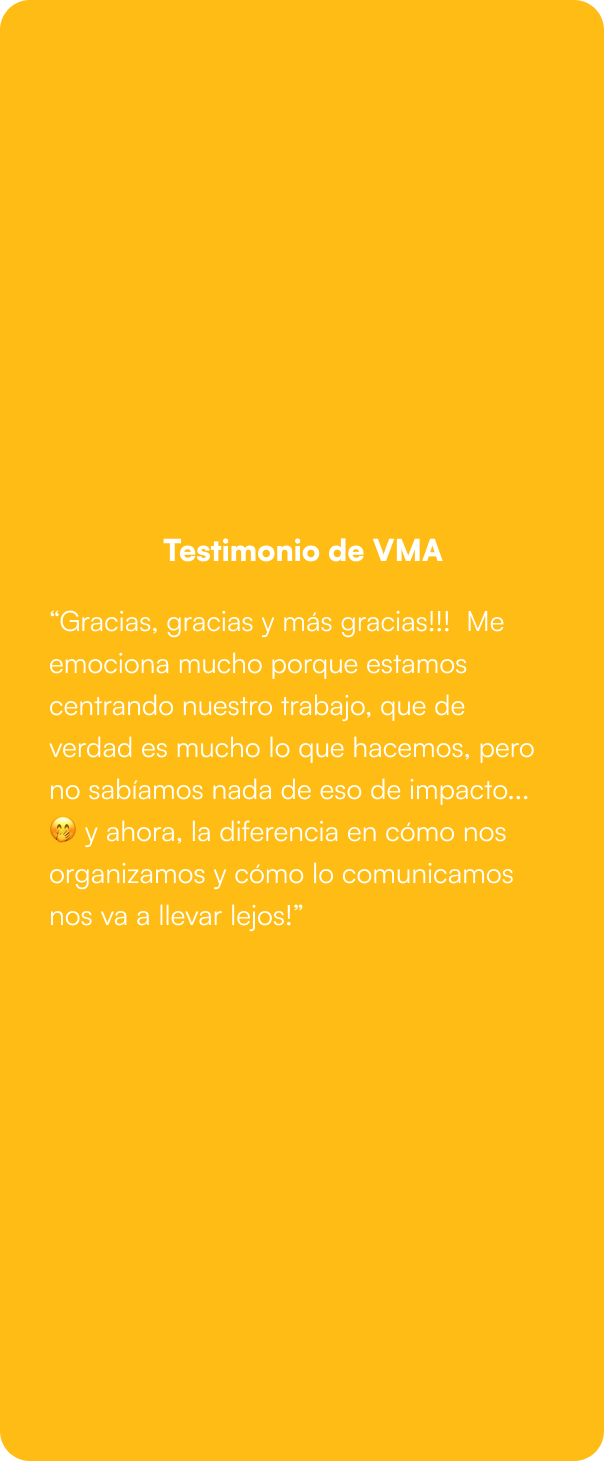 Testimonio de VMA
“Gracias, gracias y más gracias!!!  Me
emociona mucho porque estamos
centrando nuestro trabajo, que de
verdad es mucho lo que hacemos, pero
no sabíamos nada de eso de impacto...
🤭 y ahora, la diferencia en cómo nos
organizamos y cómo lo comunicamos
nos va a llevar lejos!”